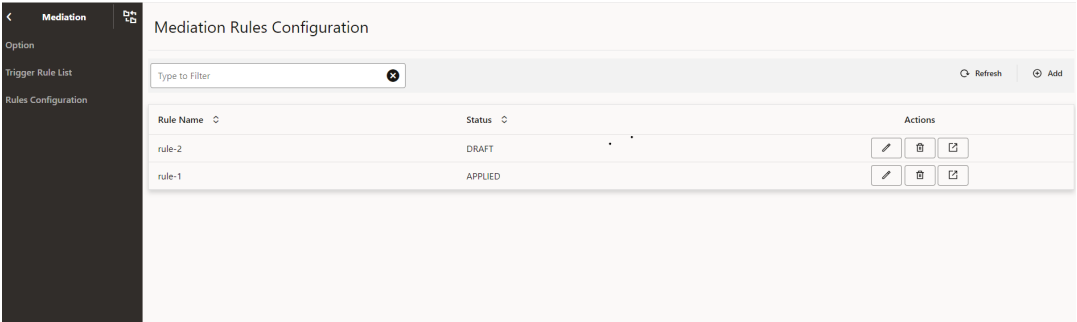 Mediation
Option
Trigger Rule List
Rules Configuration
Mediation Rules Configuration
Type to Filter
Refresh
Add
Rule Name Status Actions
rule-2 DRAFT
rule-1 APPLIED